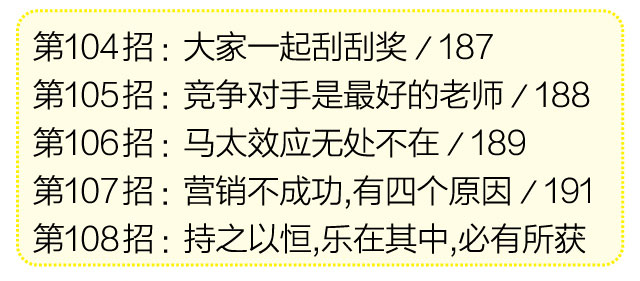 第104招：大家一起刮刮奖 / 187
第105招：竞争对手是最好的老师 / 188
第106招：马太效应无处不在 / 189
第107招：营销不成功,有四个原因 / 191
第108招：持之以恒,乐在其中,必有所获